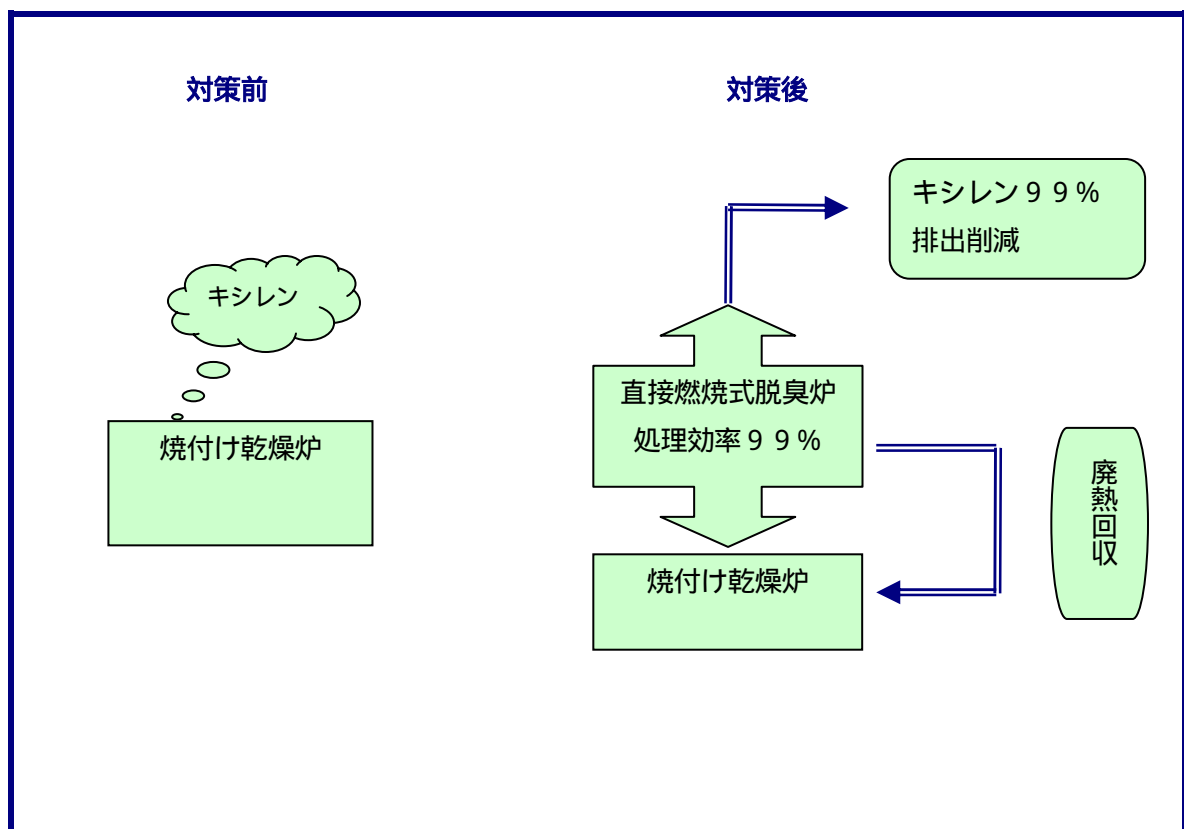 対策前
キシレン
焼付け乾燥炉
対策後
キシレン９９%
排出削減
直接燃焼式脱臭炉
処理効率９９%
焼付け乾燥炉
廃熱回収